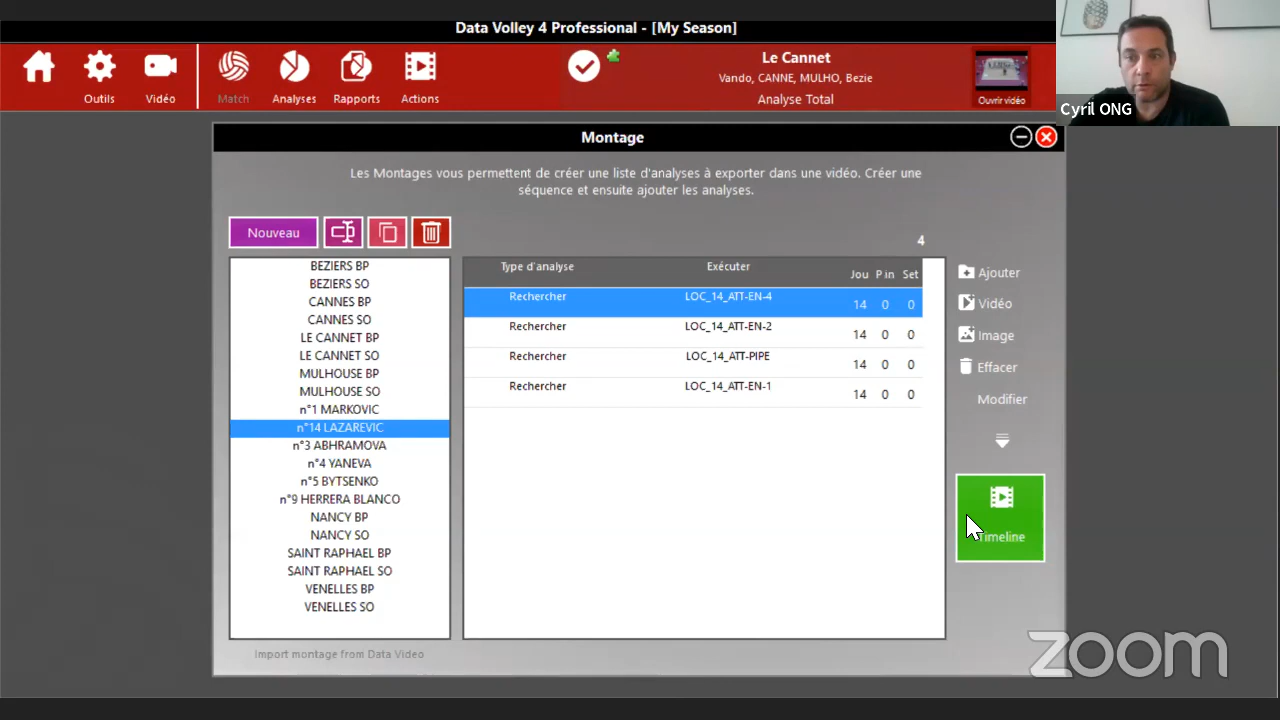 Data Volley 4 Professional - [My Season]
Outils
Vidéo
Match
Analyses
Rapports
Actions
Le Cannet
Vando, CANNE, MULHO, Bezie
Analyse Total
Ouvrir vidéo
Cyril ONG
Montage
Les Montages vous permettent de créer une liste d'analyses à exporter dans une vidéo. Créer une
séquence et ensuite ajouter les analyses.
Nouveau
4
BEZIERS BP
BEZIERS SO
CANNES BP
CANNES SO
LE CANNET BP
LE CANNET SO
MULHOUSE BP
MULHOUSE SO
n°1 MARKOVIC
n°14 LAZAREVIC
n°3 ABHRAMOVA
n°4 YANEVA
n°5 BYTSENKO
n°9 HERRERA BLANCO
NANCY BP
NANCY SO
SAINT RAPHAEL BP
SAINT RAPHAEL SO
VENELLES BP
VENELLES SO
Type d'analyse Exécuter Jou P in Set
Rechercher LOC_14_ATT-EN-4 14 0 0
Rechercher LOC_14_ATT-EN-2 14 0 0
Rechercher LOC_14_ATT-PIPE 14 0 0
Rechercher LOC_14_ATT-EN-1 14 0 0
Ajouter
Vidéo
Image
Effacer
Modifier
Timeline
Import montage from Data Video
zoom